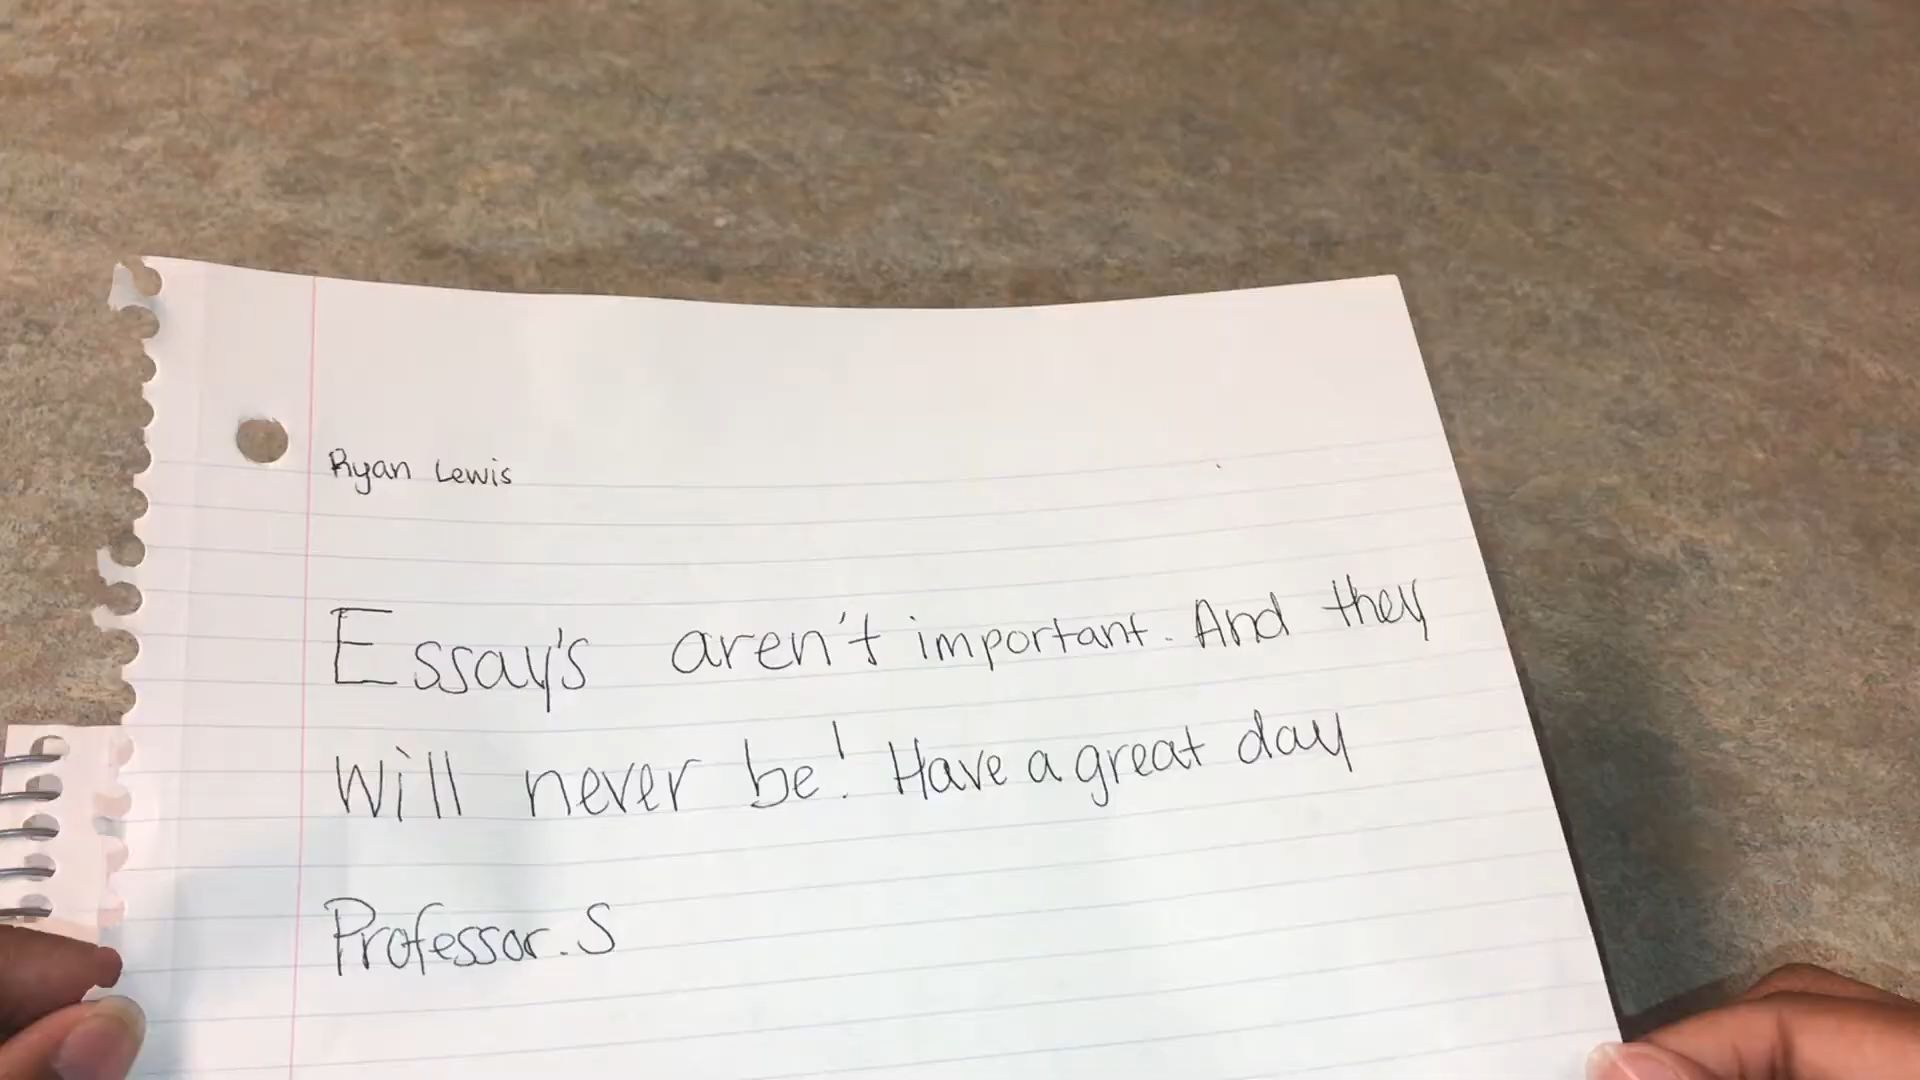 Ryan Lewis
Essay's aren't important. And they
will never be! Have a great day
Professor. S